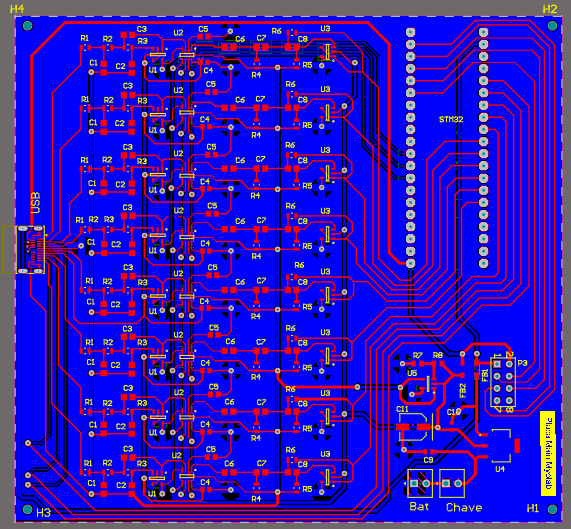 H4
H2
C3 U2 R6 U3
R1 R3 C6 C7 C8
U1 C4 R4 R5
C1 C2
C3 U2 C5 R6 U3
R1 R2 R3 C6 C7 C8
C1 C2 U1 C4 R4 R5
STM32
C3 U2 C5 R6 U3
R1 R2 R3 C6 C7 C8
C1 C2 U1 C4 R4 R5
USB
C3 U2 C5 R6 U3
R1 R2 R3 C6 C7 C8
C1 C2 U1 C4 R4 R5
C3 U2 C5 R6 U3
R1 R2 R3 C6 C7 C8
C1 C2 U1 C4 R4 R5
C3 U2 C5 R6 U3
R1 R2 R3 C6 C7 C8
C1 C2 U1 C4 R4 R5
R7 R8 FB1 1 2 P3
U5 FB2 7 8
C3 U2 C5 R6 U3
R1 R2 R3 C6 C7 C8
C1 C2 U1 C4 R4 R5
C11 C10
C3 U2 C5 R6 U3
R1 R2 R3 C6 C7 C8
C1 C2 U1 C4 R4 R5
C9 U4
H3 Bat Chave H1